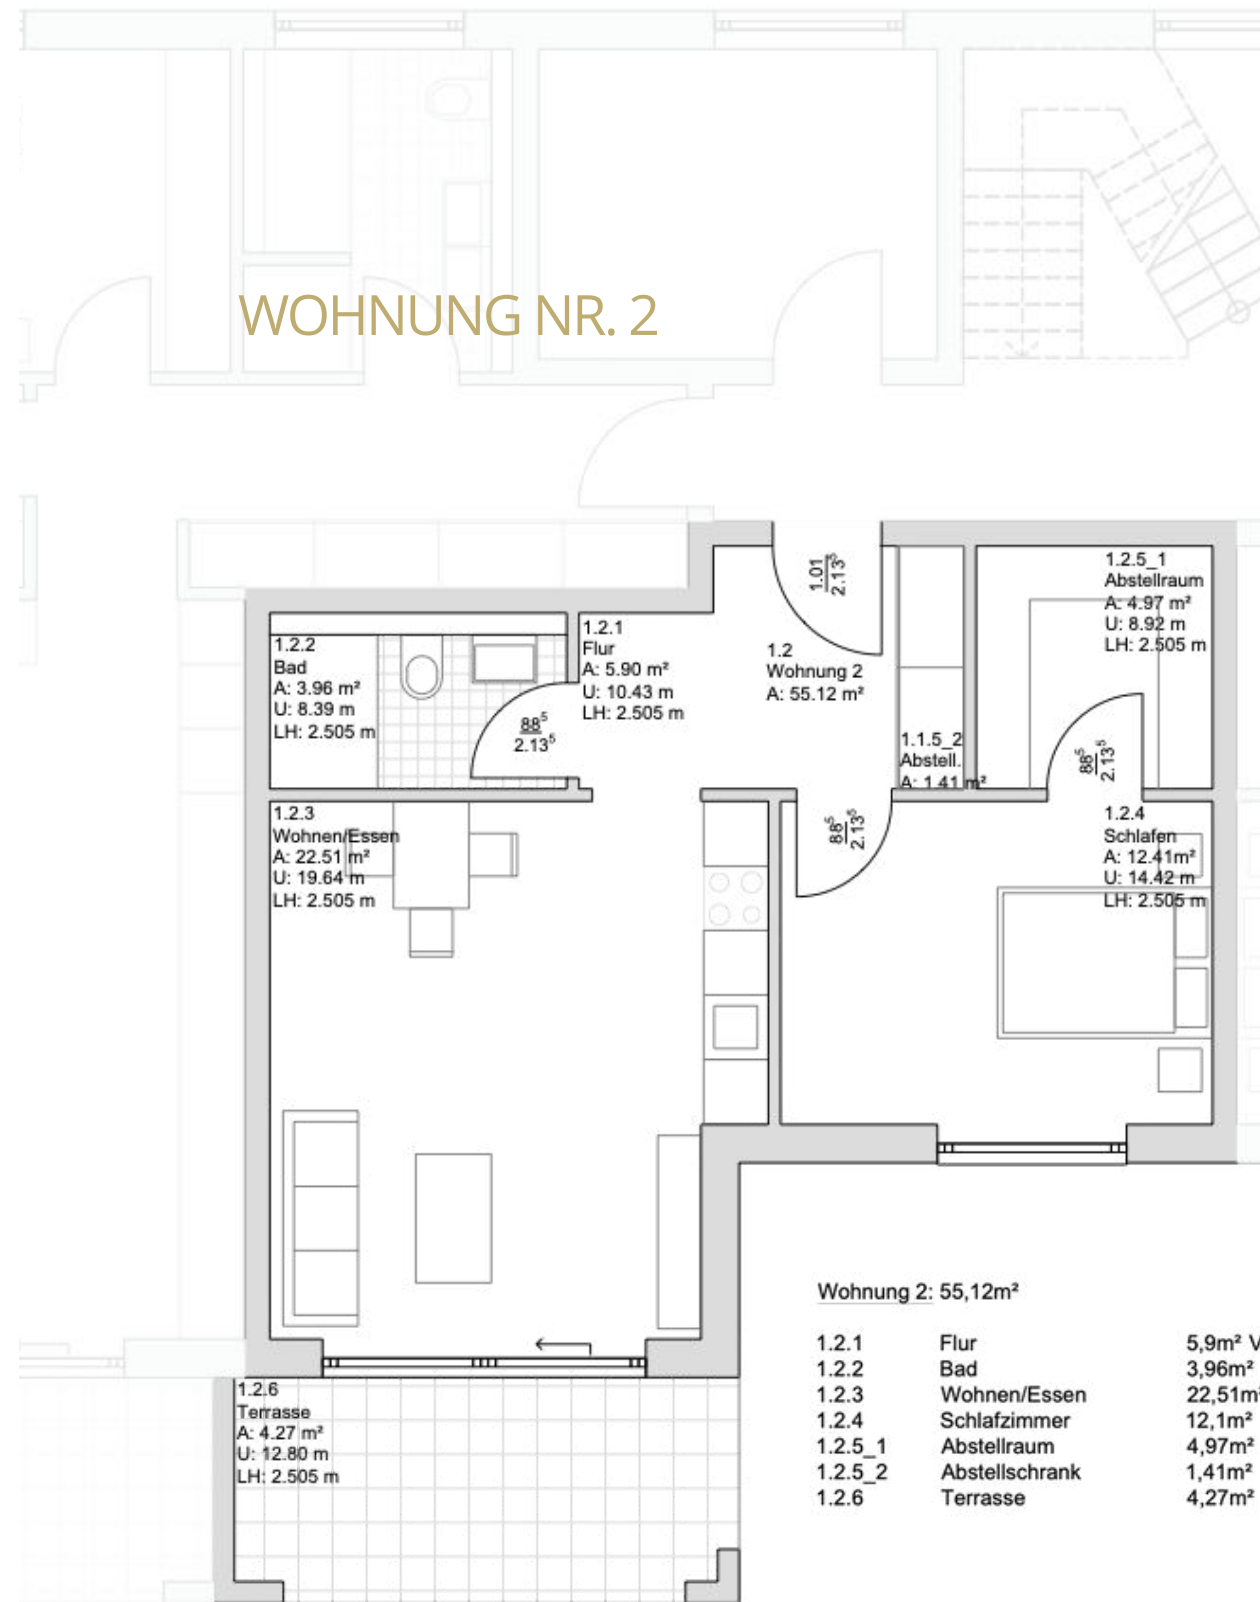 WOHNUNG NR. 2
1.01
2.13⁵
1.2.5_1
Abstellraum
A: 4.97 m²
U: 8.92 m
LH: 2.505 m
1.2.1
Flur
A: 5.90 m²
U: 10.43 m
LH: 2.505 m
1.2.2
Bad
A: 3.96 m²
U: 8.39 m
LH: 2.505 m
1.2
Wohnung 2
A: 55.12 m²
88⁵
2.13⁵
1.1.5_2
Abstell.
A: 1.41 m²
88⁵
2.13⁵
88⁵
2.13⁵
1.2.3
Wohnen/Essen
A: 22.51 m²
U: 19.64 m
LH: 2.505 m
1.2.4
Schlafen
A: 12.41m²
U: 14.42 m
LH: 2.505 m
1.2.6
Terrasse
A: 4.27 m²
U: 12.80 m
LH: 2.505 m
Wohnung 2: 55,12m²
1.2.1 Flur 5,9m² V
1.2.2 Bad 3,96m²
1.2.3 Wohnen/Essen 22,51m²
1.2.4 Schlafzimmer 12,1m²
1.2.5_1 Abstellraum 4,97m²
1.2.5_2 Abstellschrank 1,41m²
1.2.6 Terrasse 4,27m²